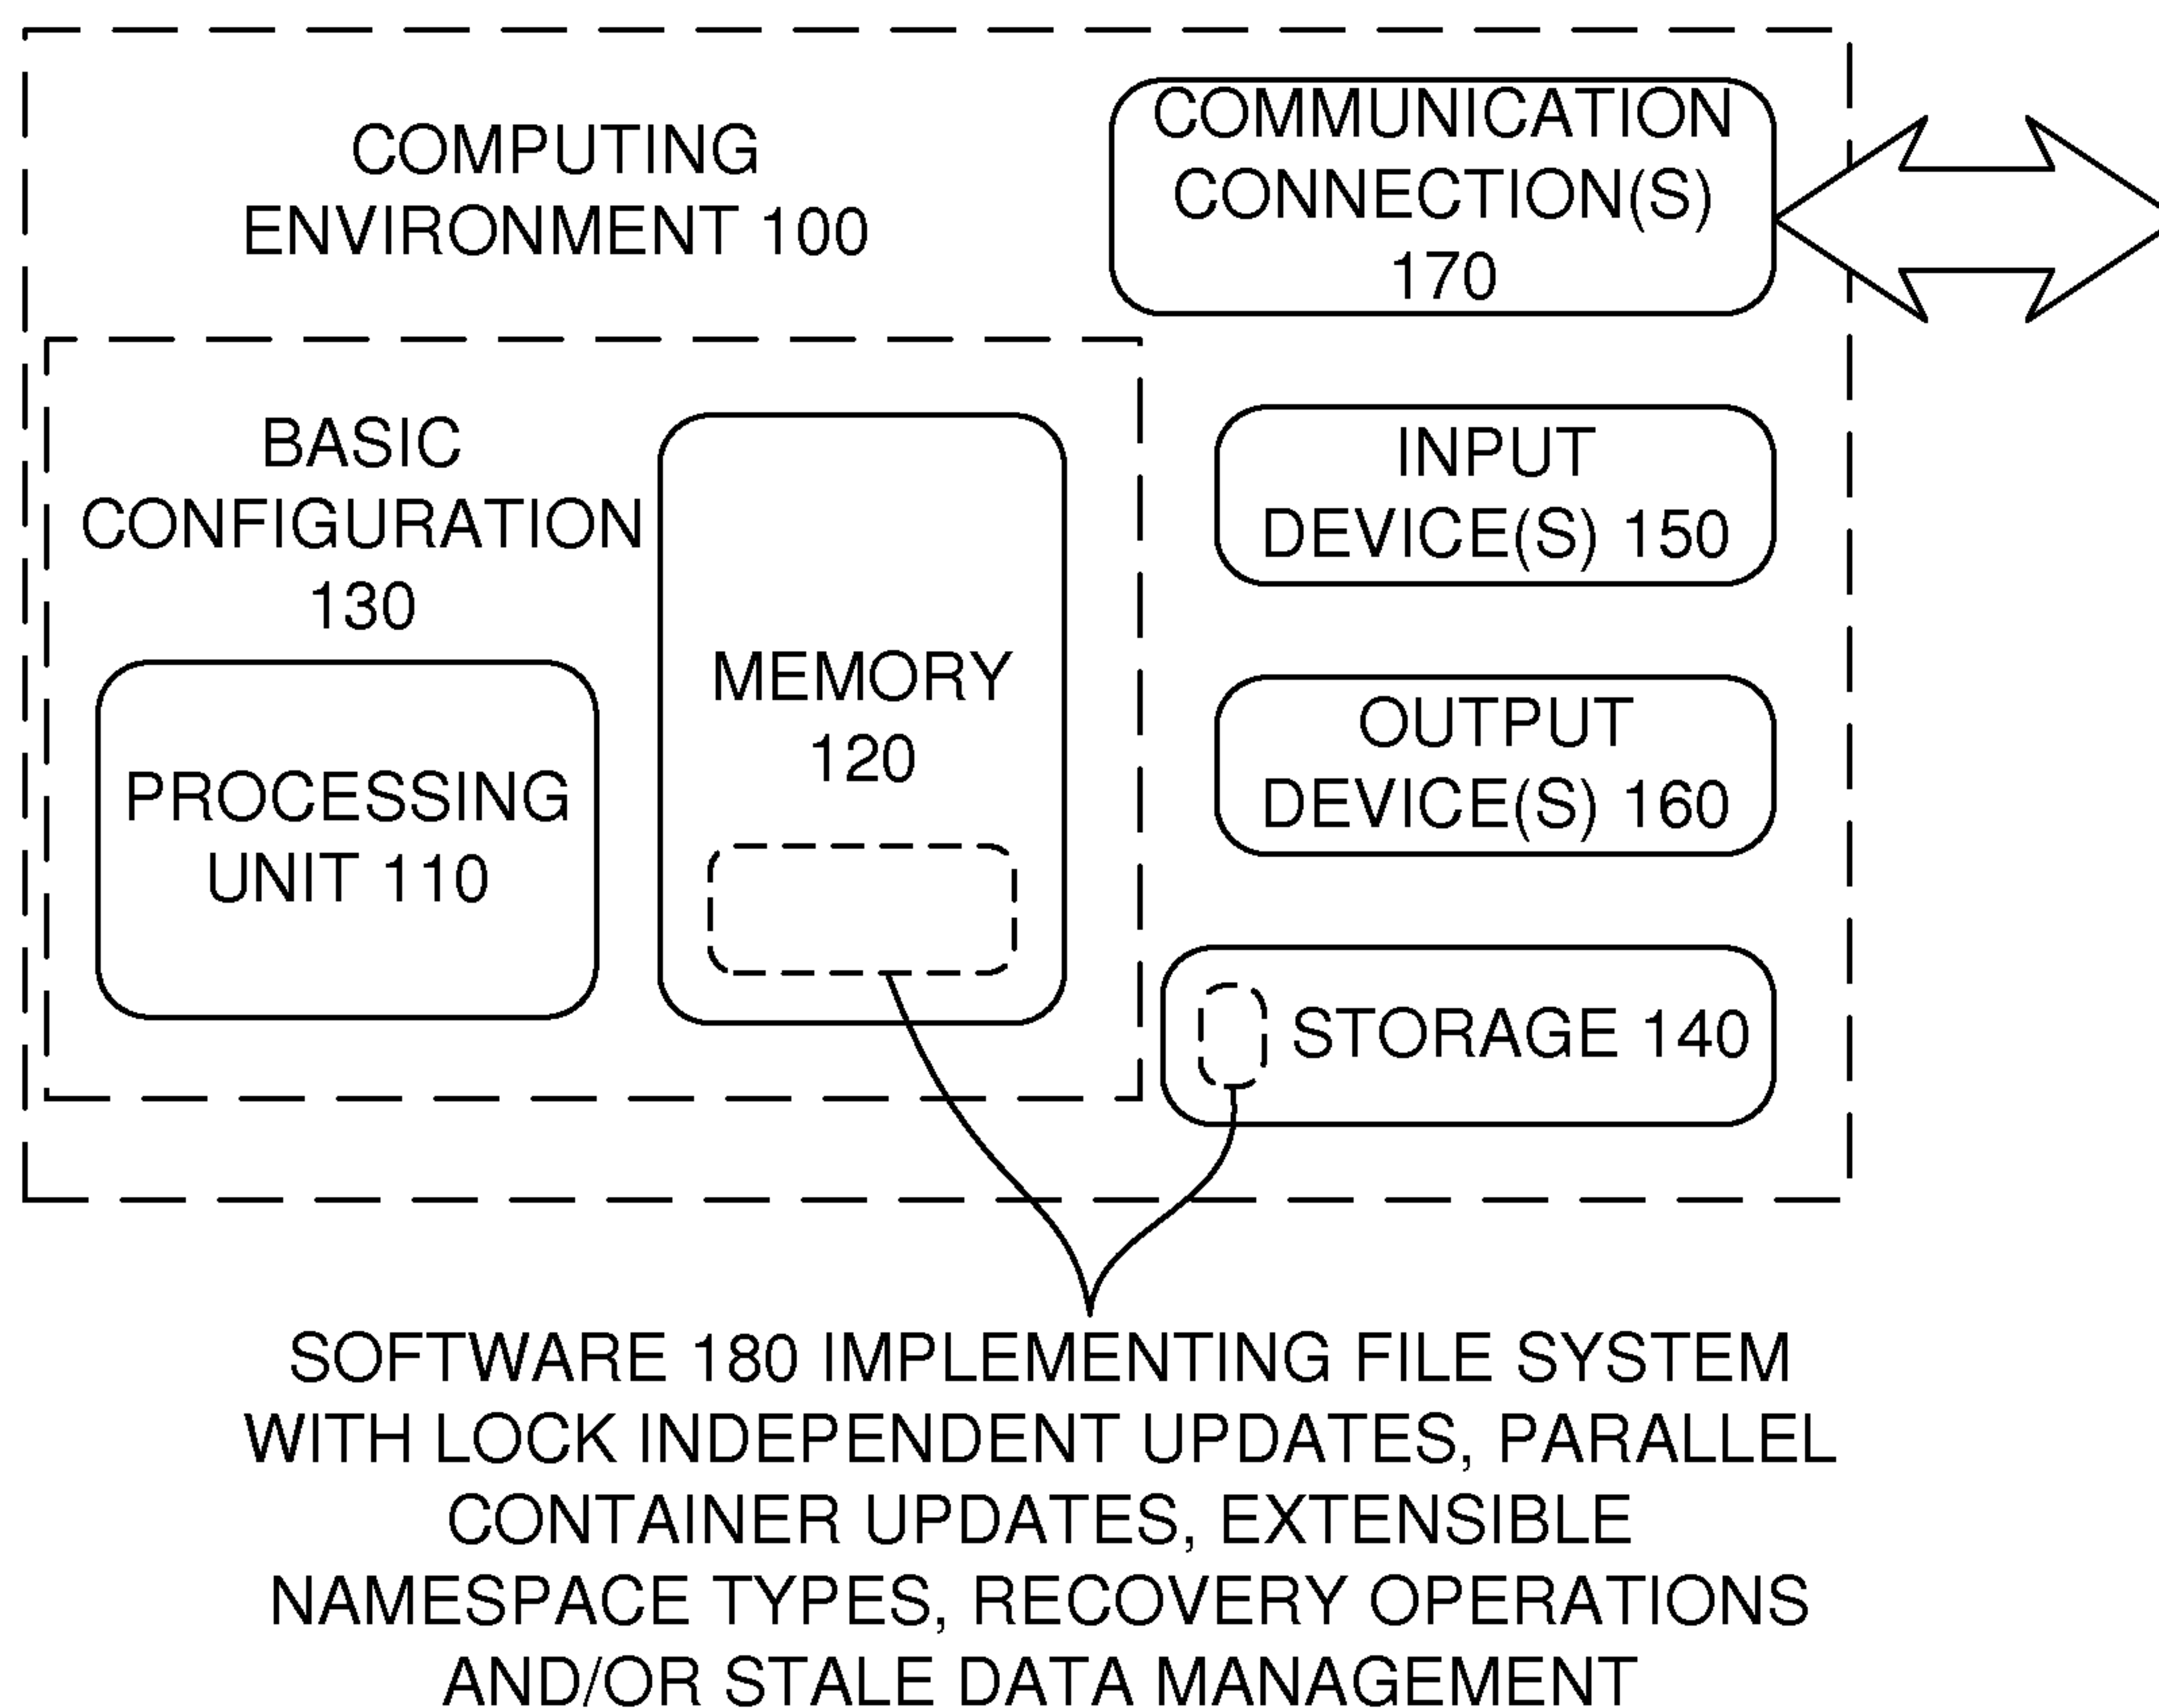 COMPUTING
ENVIRONMENT 100
COMMUNICATION
CONNECTION(S)
170
BASIC
CONFIGURATION
130
PROCESSING
UNIT 110
MEMORY
120
INPUT
DEVICE(S) 150
OUTPUT
DEVICE(S) 160
STORAGE 140
SOFTWARE 180 IMPLEMENTING FILE SYSTEM
WITH LOCK INDEPENDENT UPDATES, PARALLEL
CONTAINER UPDATES, EXTENSIBLE
NAMESPACE TYPES, RECOVERY OPERATIONS
AND/OR STALE DATA MANAGEMENT